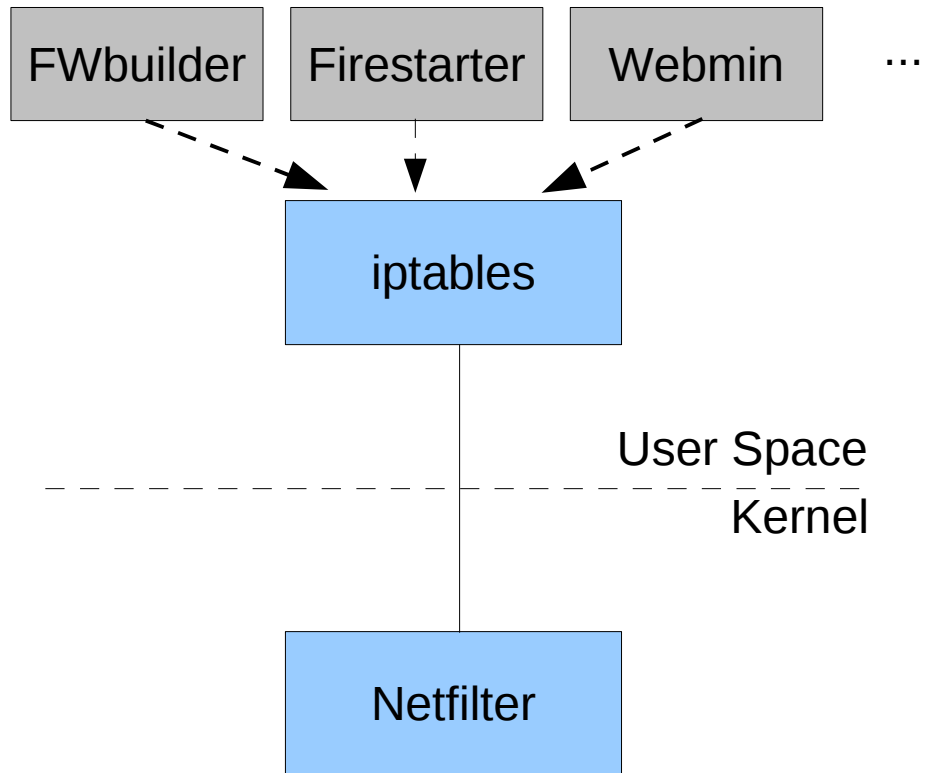 FWbuilder
Firestarter
Webmin
...
iptables
User Space
Kernel
Netfilter